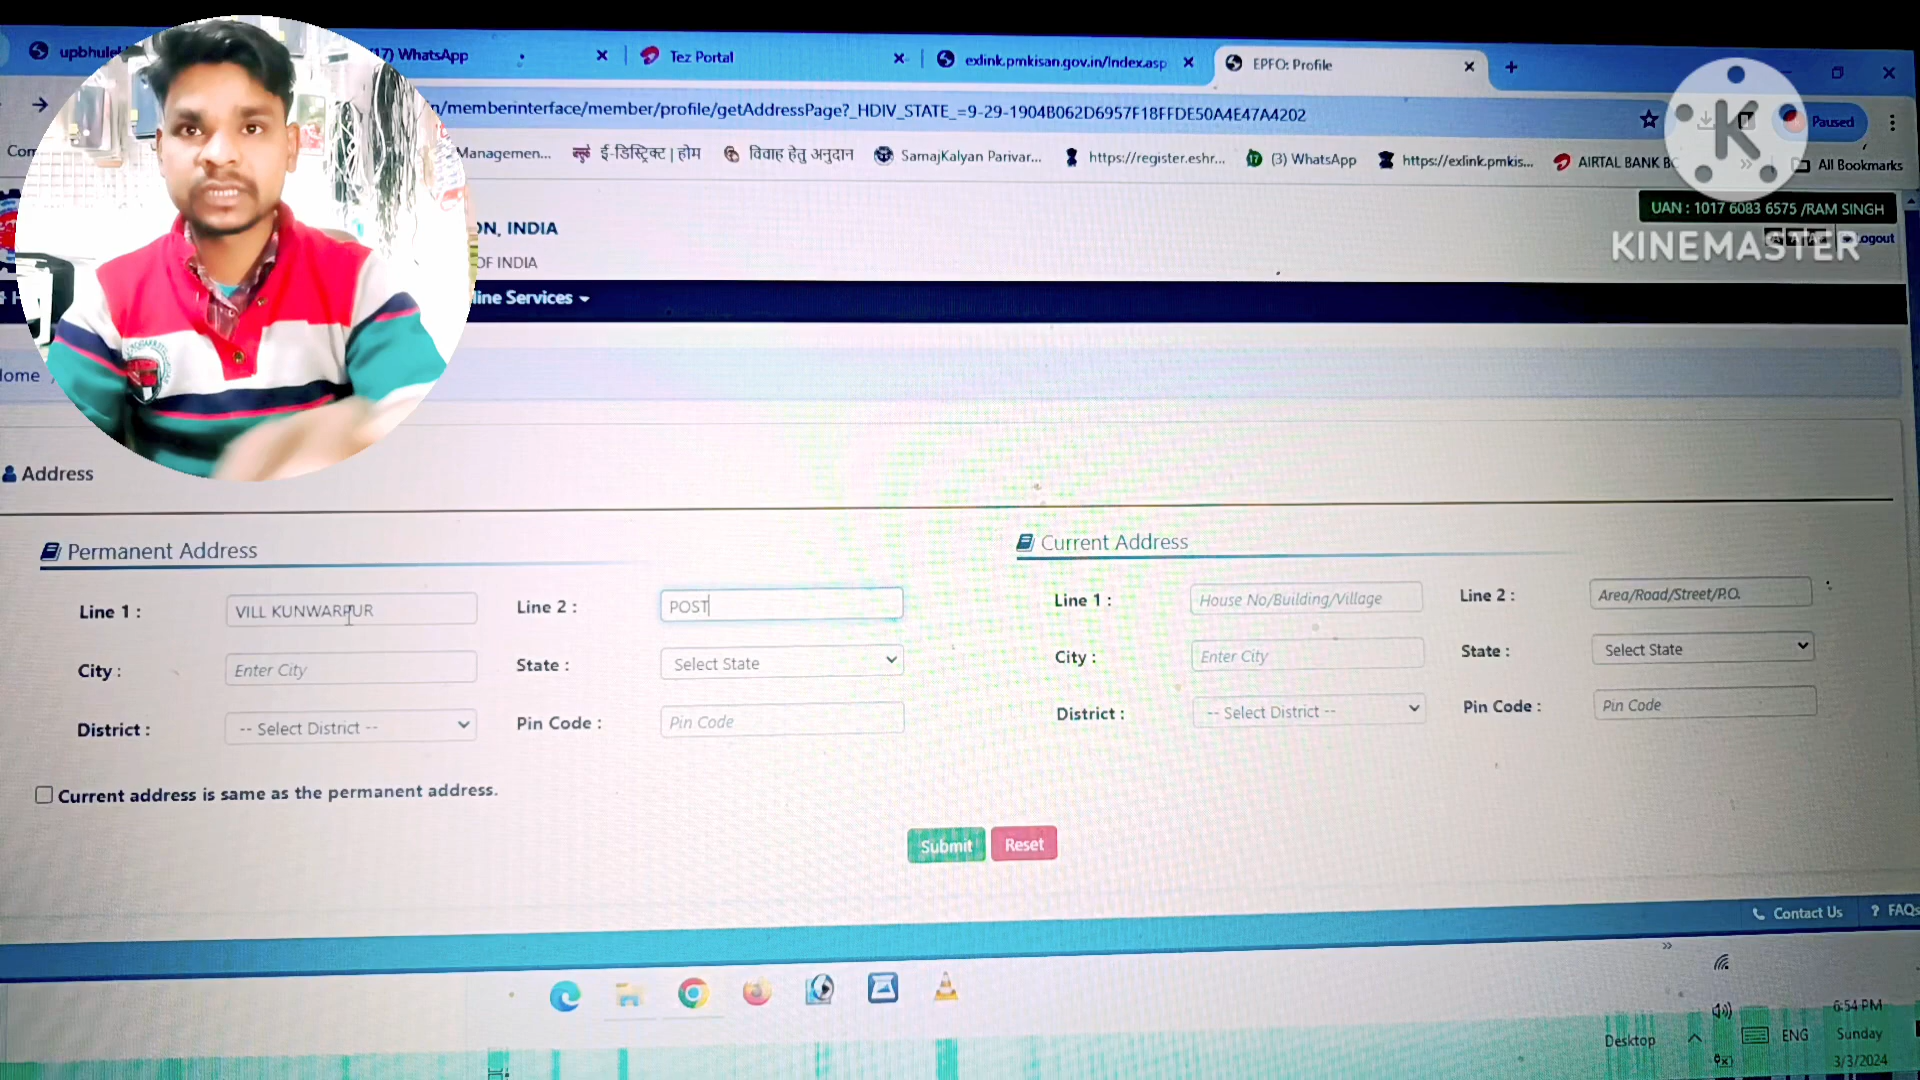 17) WhatsApp
Tez Portal
exlink.pmkisan.gov.in/Index.asp
EPFO: Profile
/memberinterface/member/profile/getAddressPage?_HDIV_STATE_=9-29-1904B062D6957F18FFDE50A4E47A4202
Paused
Managemen...
ई-डिस्ट्रिक्ट | होम
विवाह हेतु अनुदान
SamajKalyan Parivar...
https://register.eshr...
(3) WhatsApp
https://exlink.pmkis...
AIRTAL BANK BC
All Bookmarks
K
KINEMASTER
UAN : 1017 6083 6575 /RAM SINGH
ON, INDIA
OF INDIA
line Services
Address
Permanent Address
Current Address
Line 1 : VILL KUNWARPUR
Line 2 : POST
Line 1 : House No/Building/Village
Line 2 : Area/Road/Street/P.O.
City : Enter City
State : Select State
City : Enter City
State : Select State
District : -- Select District --
Pin Code : Pin Code
District : -- Select District --
Pin Code : Pin Code
Current address is same as the permanent address.
Submit
Reset
Contact Us
? FAQs
Desktop
ENG
6:54 PM
Sunday
3/3/2024